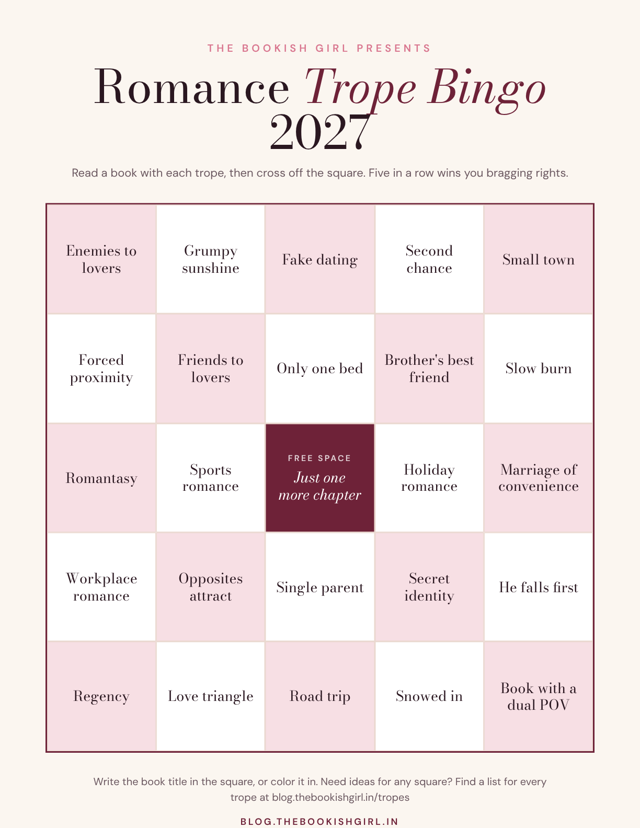 THE BOOKISH GIRL PRESENTS
Romance Trope Bingo
2027
Read a book with each trope, then cross off the square. Five in a row wins you bragging rights.
Enemies to
lovers
Grumpy
sunshine
Fake dating
Second
chance
Small town
Forced
proximity
Friends to
lovers
Only one bed
Brother's best
friend
Slow burn
Romantasy
Sports
romance
FREE SPACE
Just one
more chapter
Holiday
romance
Marriage of
convenience
Workplace
romance
Opposites
attract
Single parent
Secret
identity
He falls first
Regency
Love triangle
Road trip
Snowed in
Book with a
dual POV
Write the book title in the square, or color it in. Need ideas for any square? Find a list for every
trope at blog.thebookishgirl.in/tropes
BLOG.THEBOOKISHGIRL.IN